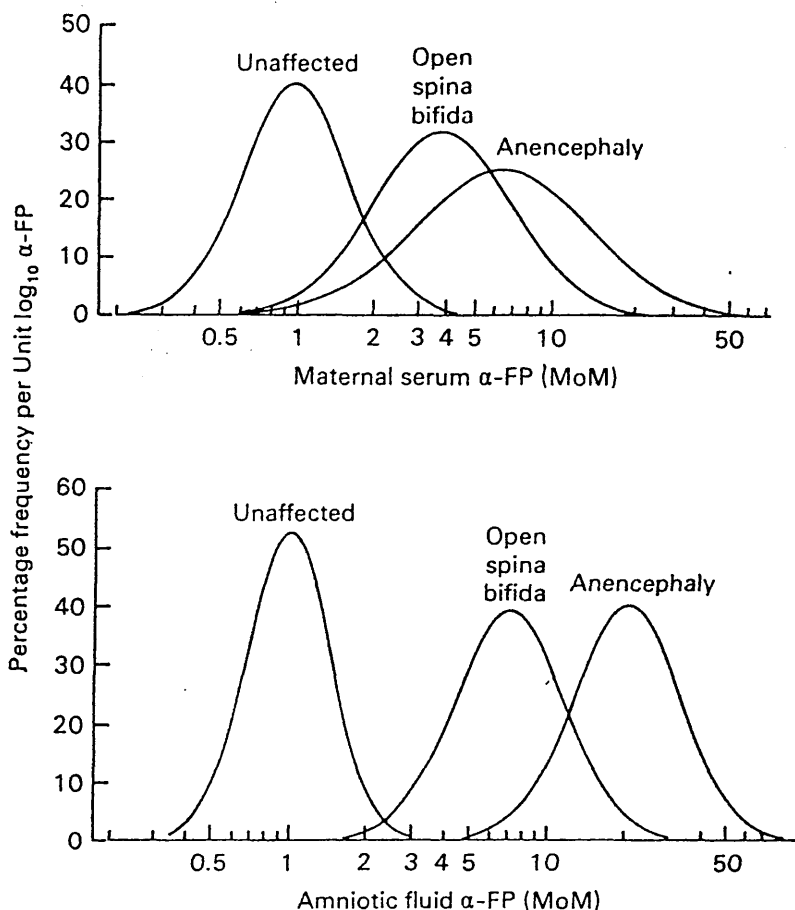 Percentage frequency per Unit log10 α-FP
50
40
30
20
10
0
Unaffected
Open
spina
bifida
Anencephaly
0.5 1 2 3 4 5 10 50
Maternal serum α-FP (MoM)
60
50
40
30
20
10
0
Unaffected
Open
spina
bifida
Anencephaly
0.5 1 2 3 4 5 10 50
Amniotic fluid α-FP (MoM)